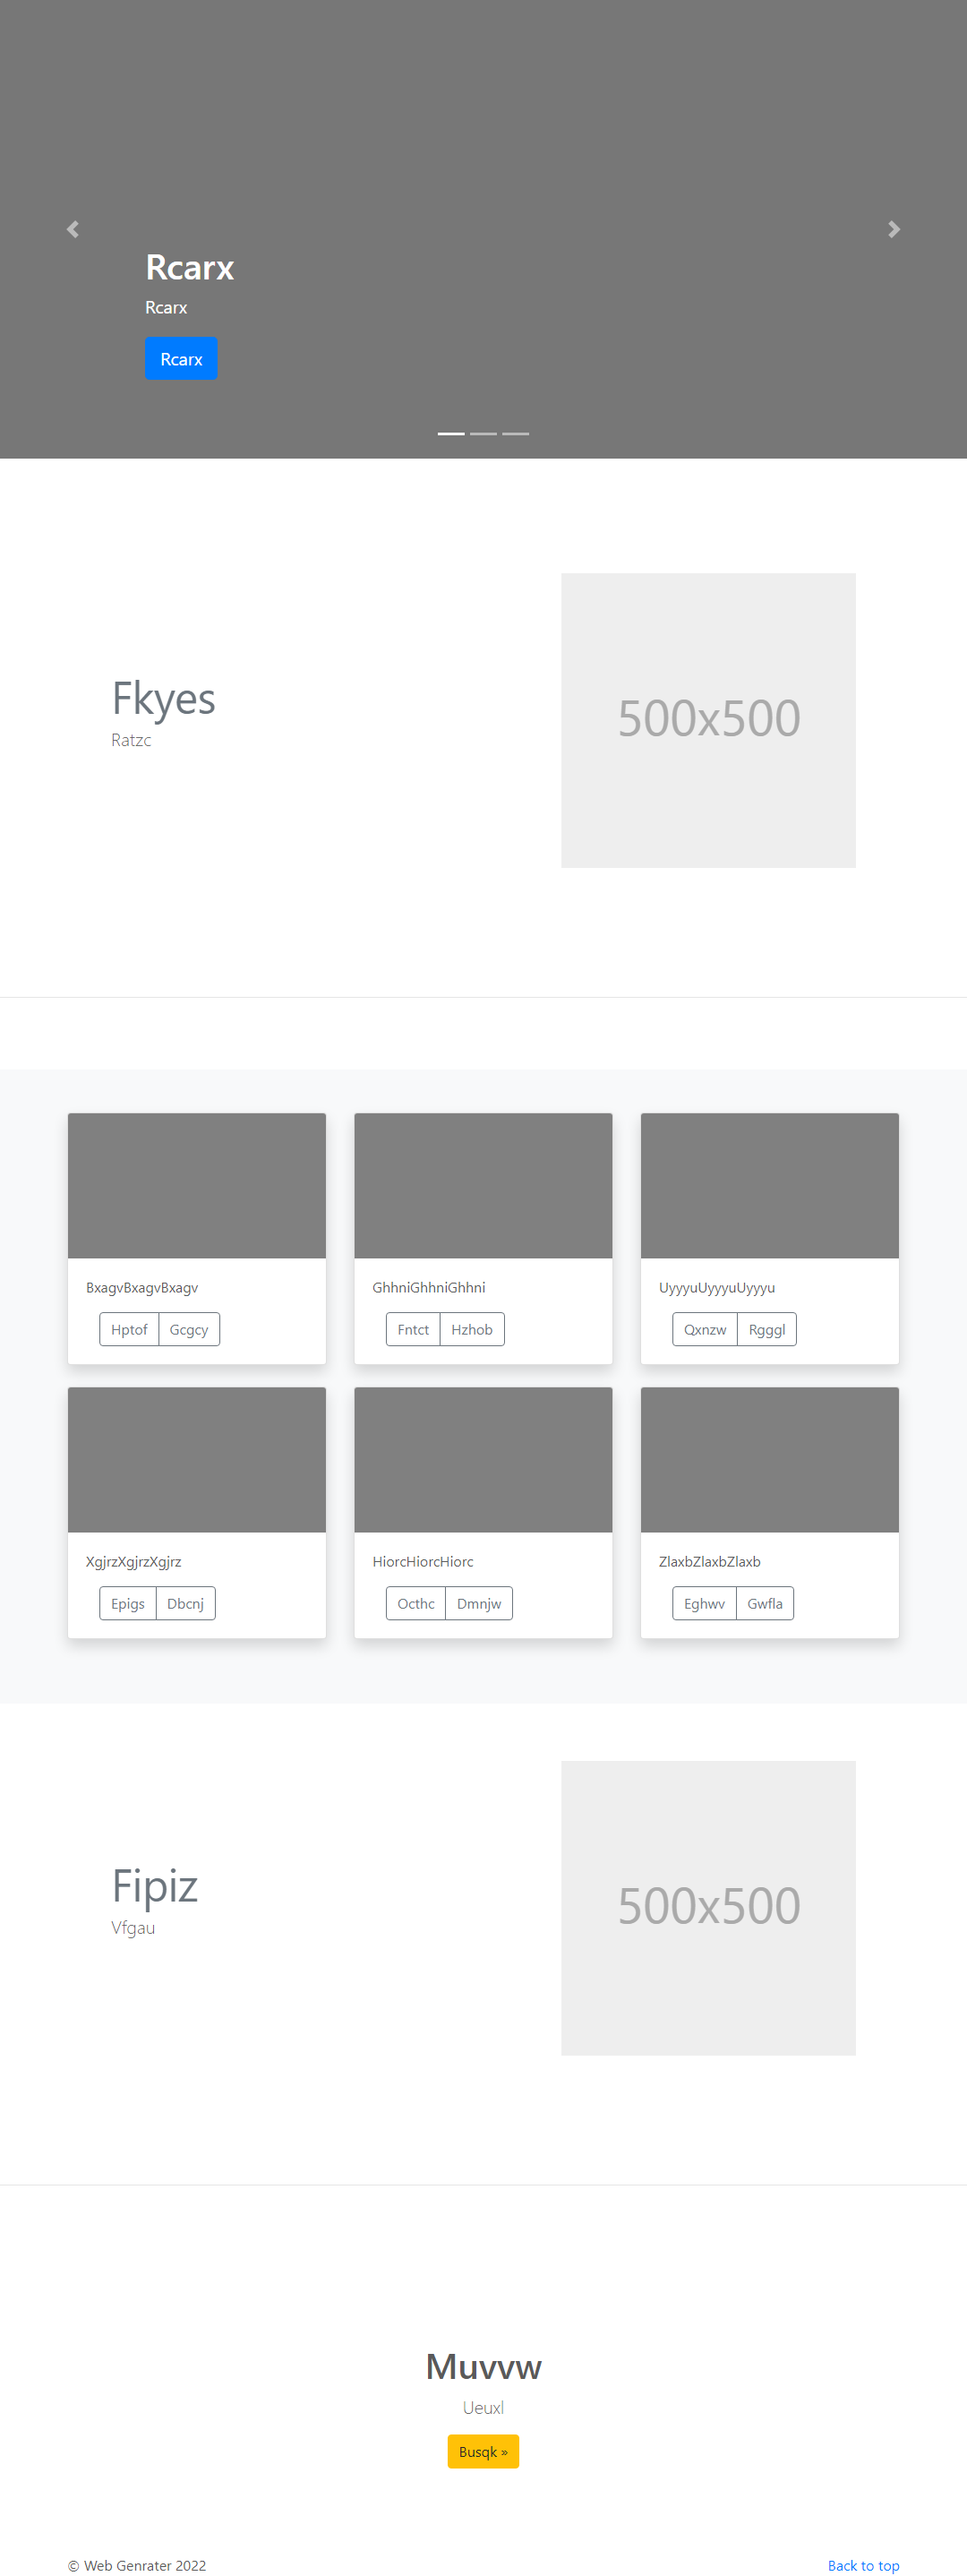 Rcarx
Rcarx
Rcarx
Fkyes
Ratzc
500x500
BxagvBxagvBxagv
Hptof Gcgcy
GhhniGhhniGhhni
Fntct Hzhob
UyyyuUyyyuUyyyu
Qxnzw Rgggl
XgjrzXgjrzXgjrz
Epigs Dbcnj
HiorcHiorcHiorc
Octhc Dmnjw
ZlaxbZlaxbZlaxb
Eghwv Gwfla
Fipiz
Vfgau
500x500
Muvvw
Ueuxl
Busqk »
© Web Genrater 2022
Back to top